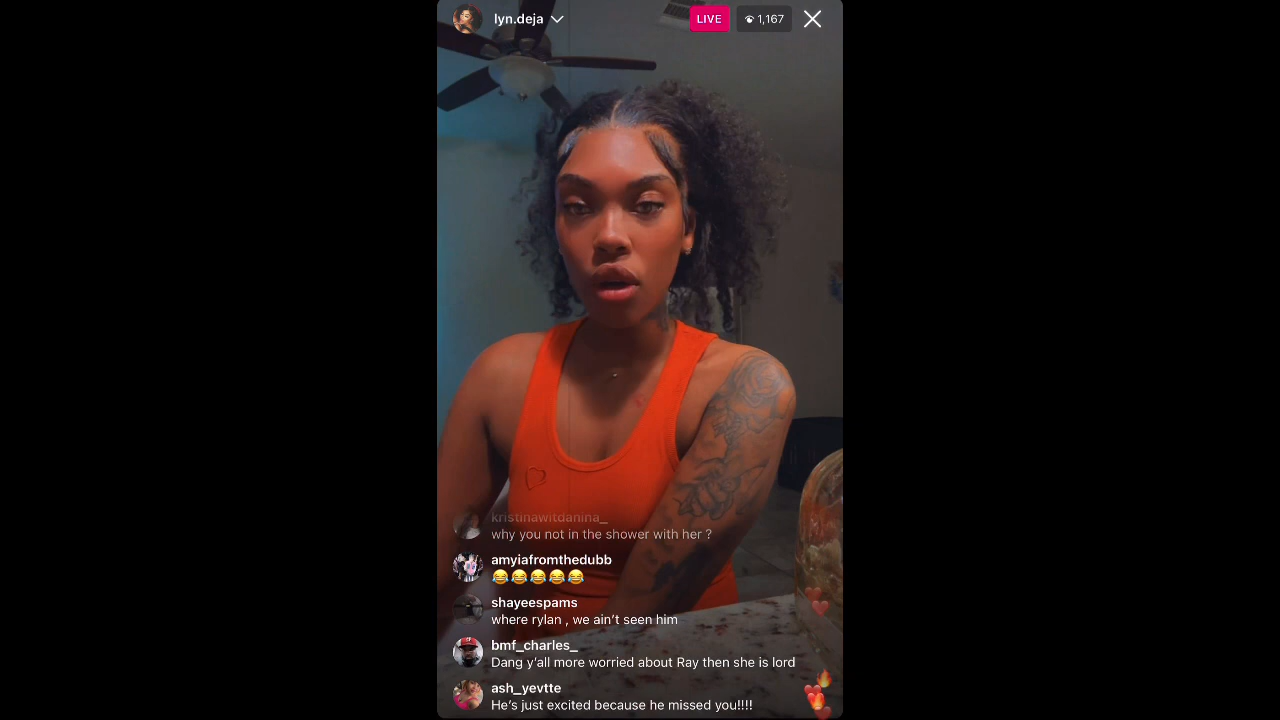 lyn.deja
LIVE
1,167
kristinawitdanina_
why you not in the shower with her ?
amyiafromthedubb
😂😂😂😂😂
shayeespams
where rylan , we ain’t seen him
bmf_charles_
Dang y’all more worried about Ray then she is lord
ash_yevtte
He’s just excited because he missed you!!!!